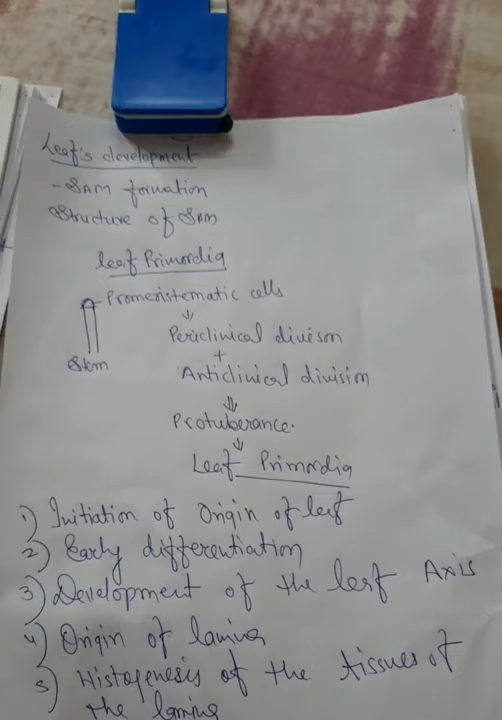 Leaf's development
- SAM formation
Structure of SAM
leaf Primordia
Promeristematic cells
⇓
Periclinical divison
Stem
+
Anticlinical division
⇓
Protuberance.
⇓
Leaf Primordia
1) Initiation of Origin of leaf
2) Early differentiation
3) Development of the leaf Axis
4) Origin of lamina
5) Histogenesis of the tissues of
the lamina